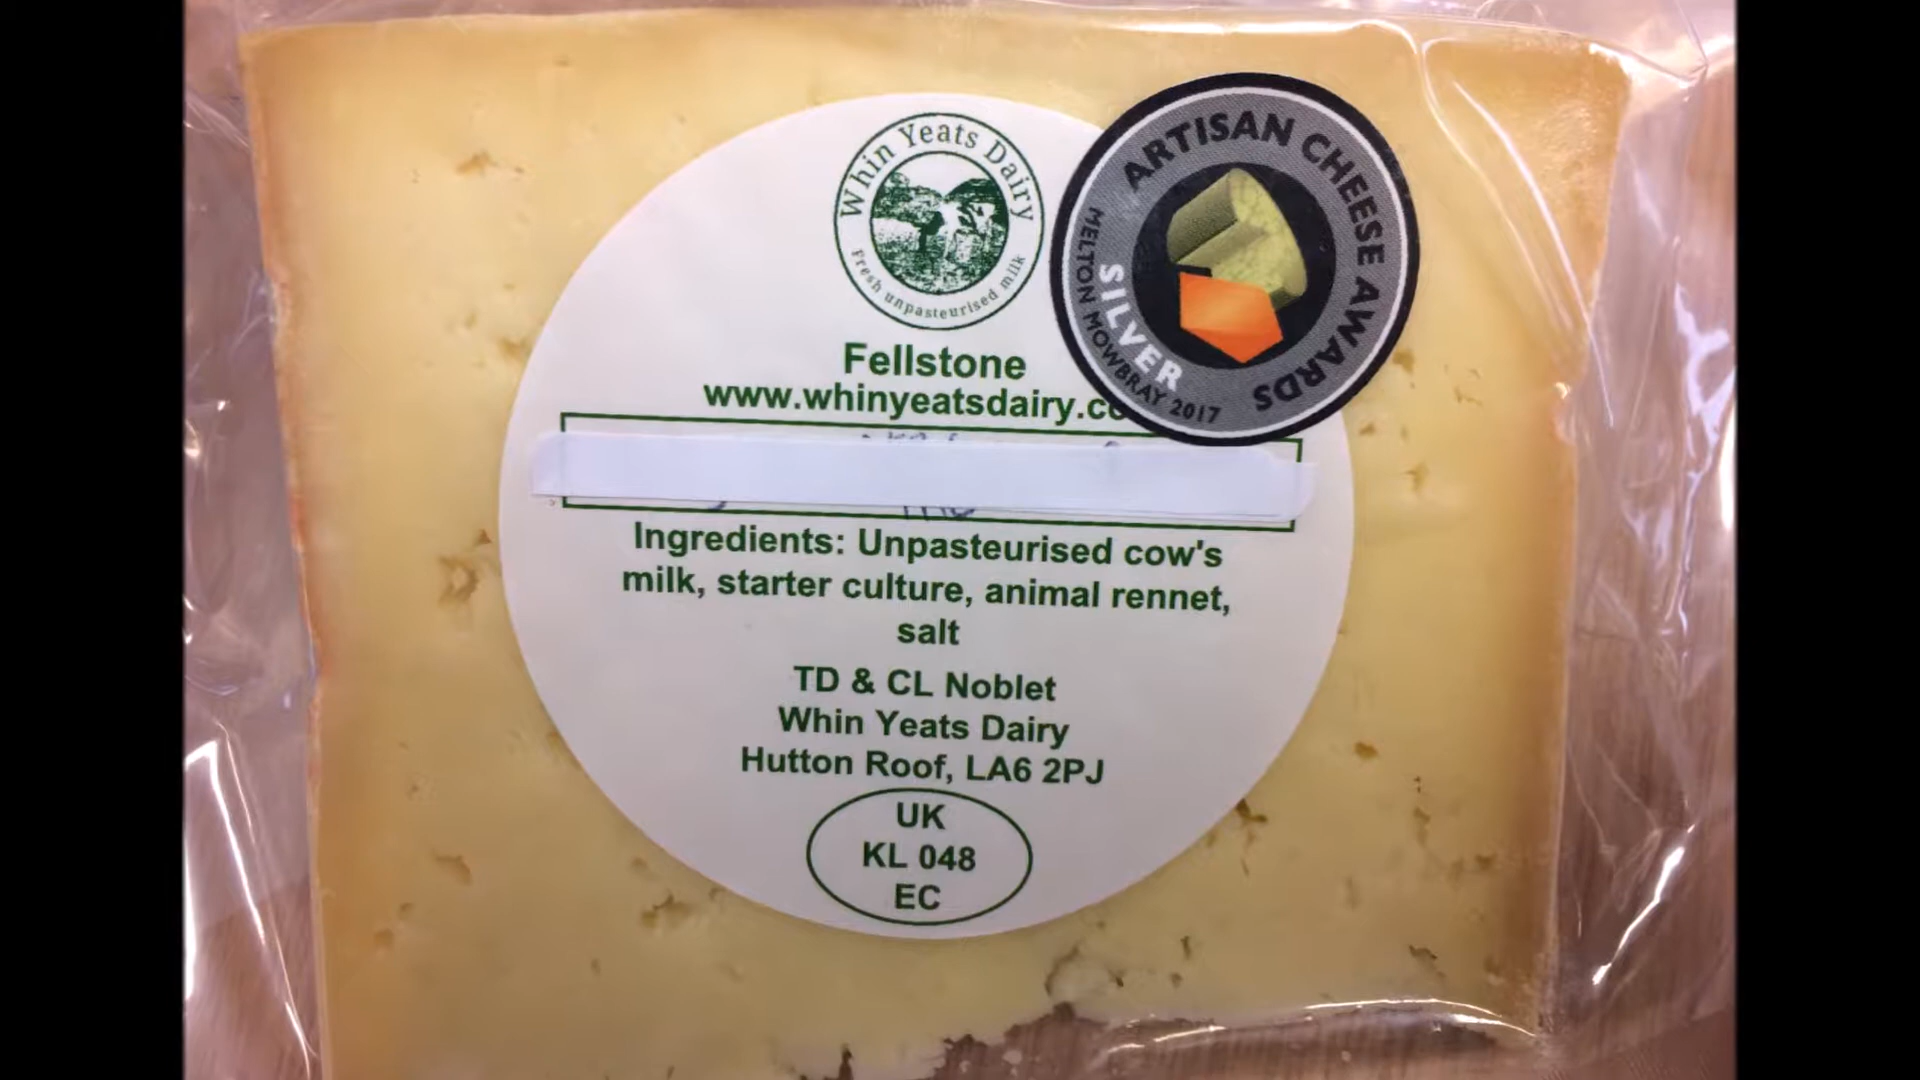 Whin Yeats Dairy
Fresh unpasteurised milk
ARTISAN CHEESE AWARDS
SILVER
MELTON MOWBRAY 2017
Fellstone
www.whinyeatsdairy.co
Ingredients: Unpasteurised cow's
milk, starter culture, animal rennet,
salt
TD & CL Noblet
Whin Yeats Dairy
Hutton Roof, LA6 2PJ
UK
KL 048
EC